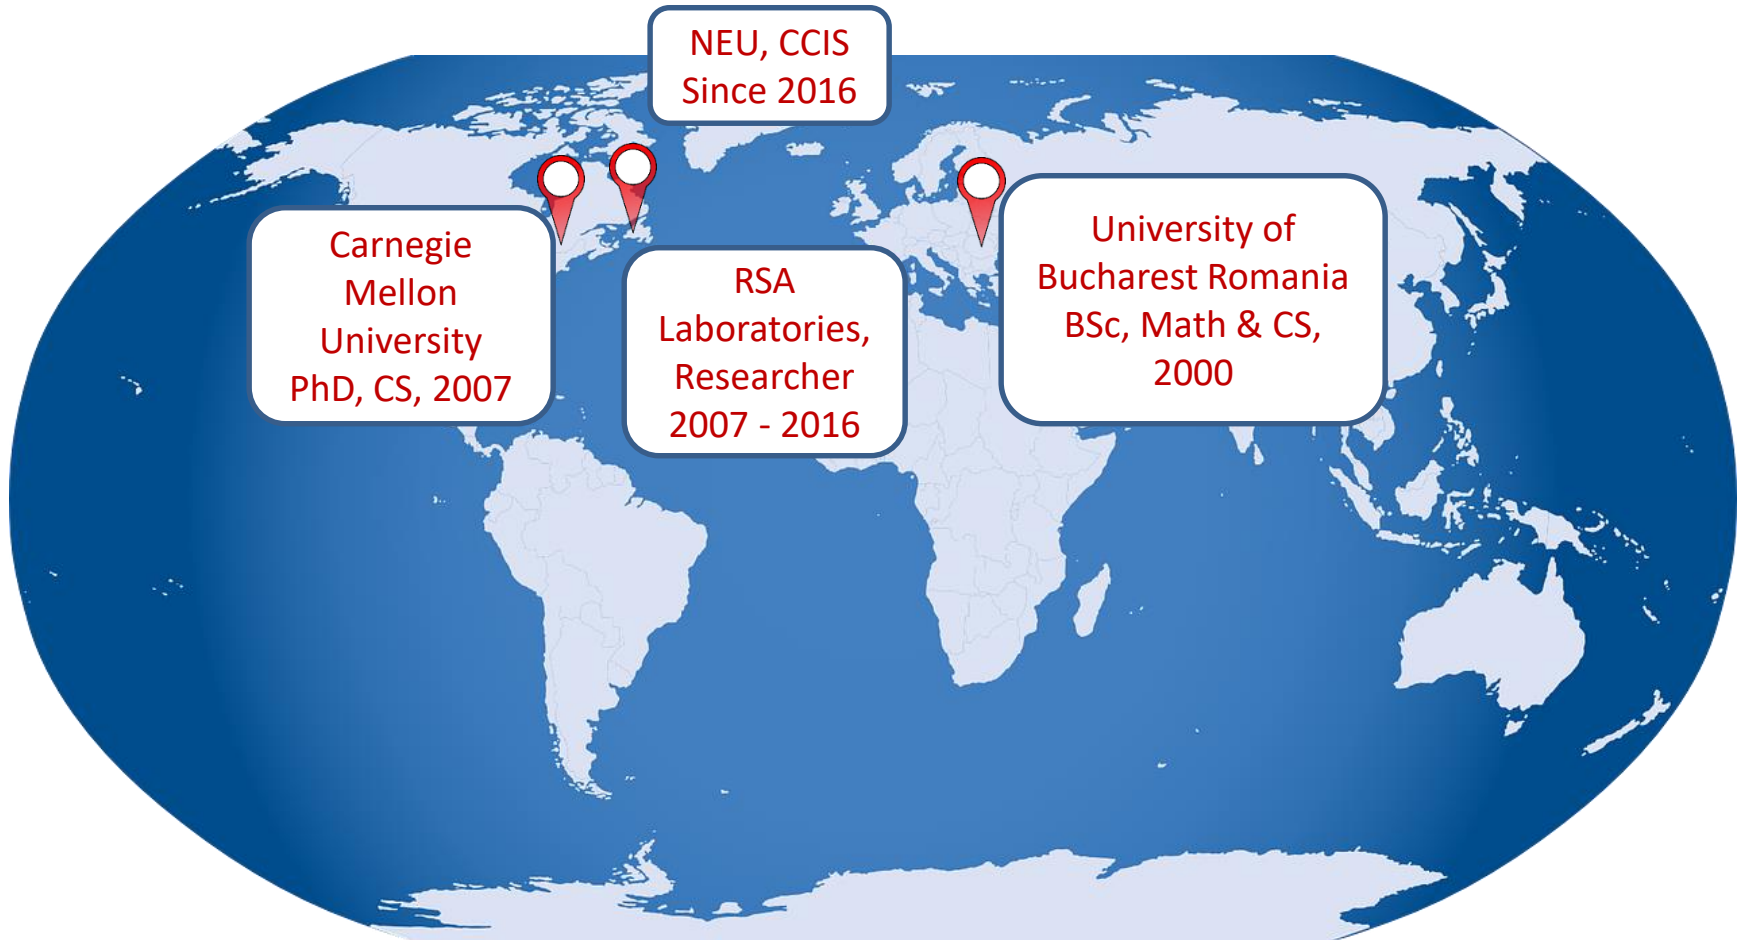 NEU, CCIS
Since 2016
Carnegie
Mellon
University
PhD, CS, 2007
RSA
Laboratories,
Researcher
2007 - 2016
University of
Bucharest Romania
BSc, Math & CS,
2000